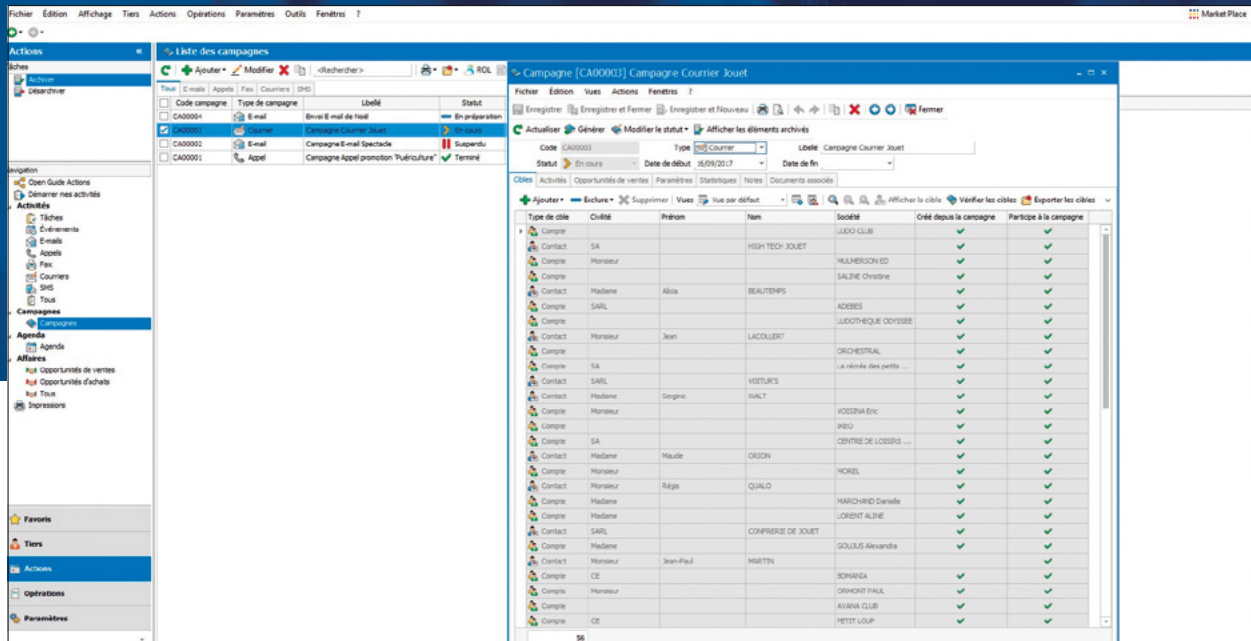 Fichier Édition Affichage Tiers Actions Opérations Paramètres Outils Fenêtres ?
Market Place
Actions «
Tâches
Archiver
Désarchiver
Navigation
Open Guide Actions
Démarrer mes activités
Activités
Tâches
Événements
E-mails
Appels
Fax
Courriers
SMS
Tous
Campagnes
Campagnes
Agenda
Agenda
Affaires
Opportunités de ventes
Opportunités d'achats
Tous
Impressions
Favoris
Tiers
Actions
Opérations
Paramètres
Liste des campagnes
Ajouter Modifier <Rechercher> ROL
Tout E-mails Appels Fax Courriers SMS
Code campagne Type de campagne Libellé Statut
CA00004 E-mail Envoi E-mail de Noël En préparation
CA00003 Courrier Campagne Courrier Jouet En cours
CA00002 E-mail Campagne E-mail Spectacle Suspendu
CA00001 Appel Campagne Appel promotion "Puériculture" Terminé
Campagne [CA00003] Campagne Courrier Jouet
Fichier Édition Vues Actions Fenêtres ?
Enregistrer Enregistrer et Fermer Enregistrer et Nouveau Fermer
Actualiser Générer Modifier le statut Afficher les éléments archivés
Code CA00003 Type Courrier Libellé Campagne Courrier Jouet
Statut En cours Date de début 16/09/2017 Date de fin
Cibles Activités Opportunités de ventes Paramètres Statistiques Notes Documents associés
Ajouter Exclure Supprimer Vues Vue par défaut Afficher la cible Vérifier les cibles Exporter les cibles
Type de cible Civilité Prénom Nom Société Créé depuis la campagne Participe à la campagne
Compte LUDO CLUB
Contact SA HIGH TECH JOUET
Compte Monsieur MULMERSON ED
Compte SALINE Christine
Contact Madame Alicia BEAUTEMPS
Compte SARL ADEBES
Compte LUDOTHEQUE ODYSSEE
Contact Monsieur Jean LACOLLERT
Compte ORCHESTRAL
Compte SA La récrée des petits ...
Contact SARL VOITUR'S
Contact Madame Sergine WALT
Compte Monsieur VOISINA Eric
Compte
Compte SA CENTRE DE LOISIRS ...
Contact Madame Maude ORION
Compte Monsieur MOREL
Contact Monsieur Régis QUALO
Compte Madame MARCHAND Danielle
Compte Madame LORENT ALINE
Contact SARL CONFRERIE DE JOUET
Compte Madame GOUJUS Alexandra
Contact Monsieur Jean-Paul MARTIN
Compte CE BDMANIA
Compte Monsieur ORMONT PAUL
Compte AVANA CLUB
Compte CE PETIT LOUP
56